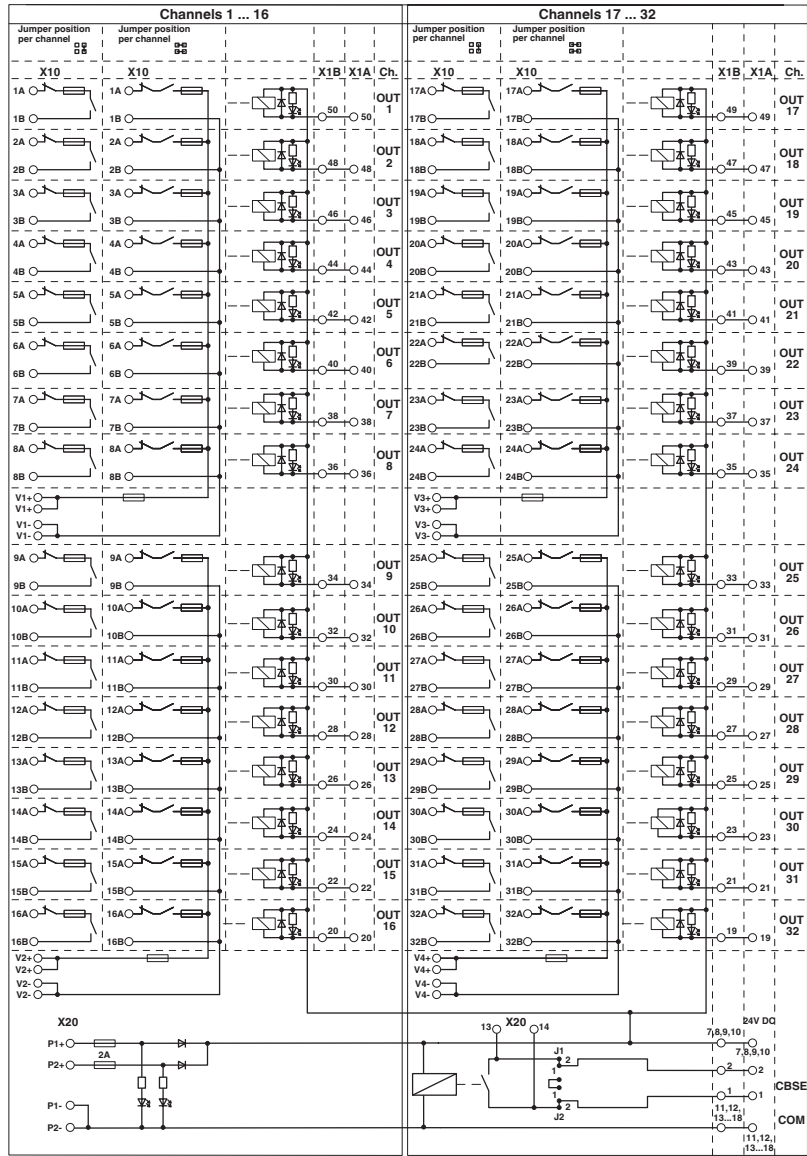 Channels 1 ... 16 Channels 17 ... 32
Jumper position per channel Jumper position per channel Jumper position per channel Jumper position per channel
X10 X10 X1B X1A Ch. X10 X10 X1B X1A Ch.
1A 1A OUT 1 17A 17A OUT 17
1B 1B 50 50 17B 17B 49 49
2A 2A OUT 2 18A 18A OUT 18
2B 2B 48 48 18B 18B 47 47
3A 3A OUT 3 19A 19A OUT 19
3B 3B 46 46 19B 19B 45 45
4A 4A OUT 4 20A 20A OUT 20
4B 4B 44 44 20B 20B 43 43
5A 5A OUT 5 21A 21A OUT 21
5B 5B 42 42 21B 21B 41 41
6A 6A OUT 6 22A 22A OUT 22
6B 6B 40 40 22B 22B 39 39
7A 7A OUT 7 23A 23A OUT 23
7B 7B 38 38 23B 23B 37 37
8A 8A OUT 8 24A 24A OUT 24
8B 8B 36 36 24B 24B 35 35
V1+ V3+
V1+ V3+
V1- V3-
V1- V3-
9A 9A OUT 9 25A 25A OUT 25
9B 9B 34 34 25B 25B 33 33
10A 10A OUT 10 26A 26A OUT 26
10B 10B 32 32 26B 26B 31 31
11A 11A OUT 11 27A 27A OUT 27
11B 11B 30 30 27B 27B 29 29
12A 12A OUT 12 28A 28A OUT 28
12B 12B 28 28 28B 28B 27 27
13A 13A OUT 13 29A 29A OUT 29
13B 13B 26 26 29B 29B 25 25
14A 14A OUT 14 30A 30A OUT 30
14B 14B 24 24 30B 30B 23 23
15A 15A OUT 15 31A 31A OUT 31
15B 15B 22 22 31B 31B 21 21
16A 16A OUT 16 32A 32A OUT 32
16B 16B 20 20 32B 32B 19 19
V2+ V4+
V2+ V4+
V2- V4-
V2- V4-
X20 13 X20 14 24V DC
P1+ 7,8,9,10
2A J1 7,8,9,10
P2+ 2 2 2
1 CBSE
1 1 1
P1- 2 11,12, 13...18
J2 COM
P2- 11,12, 13...18